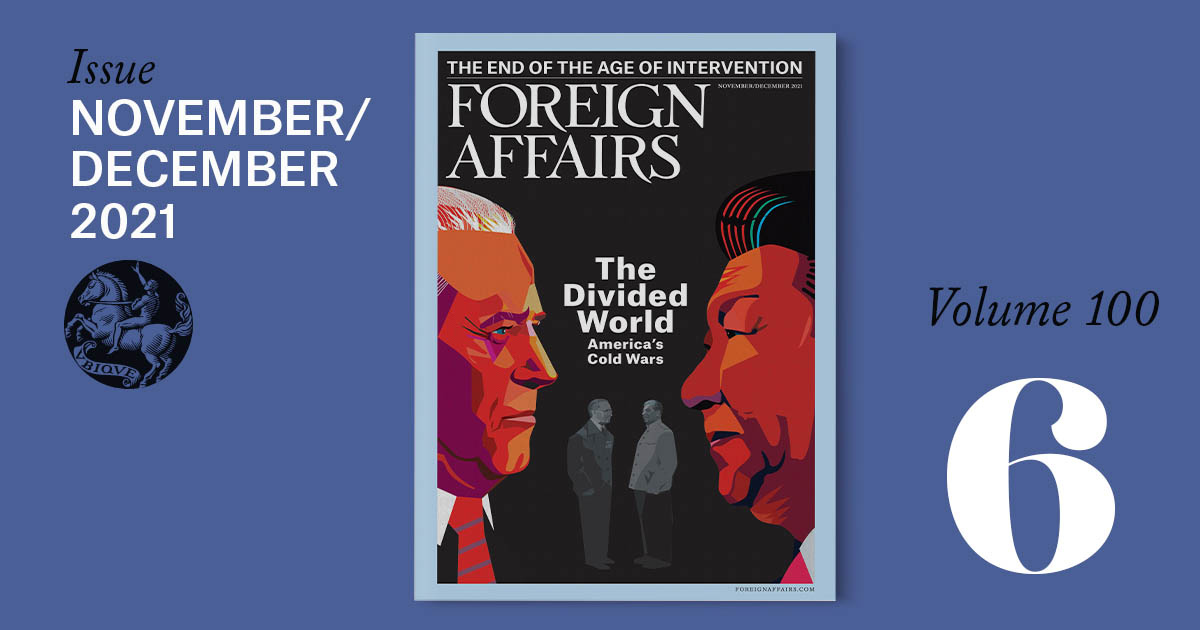 Issue
NOVEMBER/
DECEMBER
2021
VBIQVE
THE END OF THE AGE OF INTERVENTION
NOVEMBER/DECEMBER 2021
FOREIGN
AFFAIRS
The
Divided
World
America's
Cold Wars
FOREIGNAFFAIRS.COM
Volume 100
6